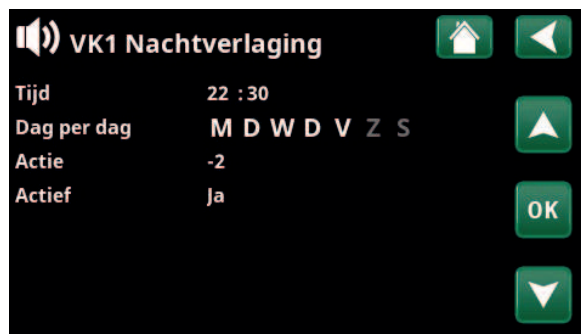 VK1 Nachtverlaging
Tijd 22 :30
Dag per dag M D W D V Z S
Actie -2
Actief Ja
OK